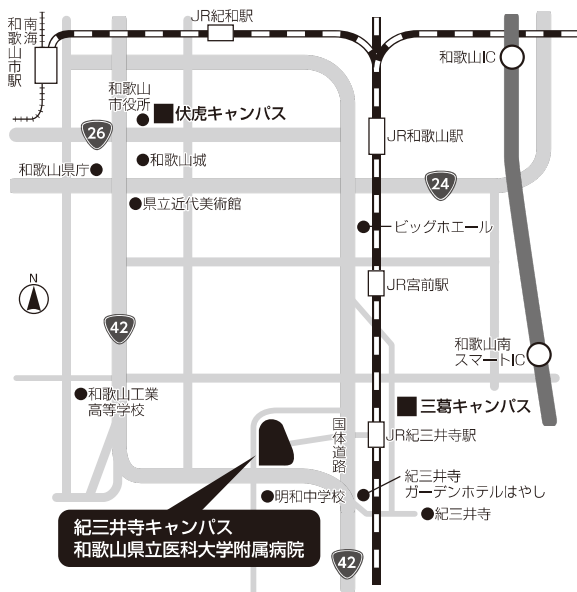 JR紀和駅
南海
和歌山市駅
和歌山IC
和歌山
市役所
伏虎キャンパス
26
JR和歌山駅
和歌山城
和歌山県庁
24
県立近代美術館
ビッグホエール
N
JR宮前駅
42
和歌山南
スマートIC
和歌山工業
高等学校
三葛キャンパス
国体道路
JR紀三井寺駅
紀三井寺
ガーデンホテルはやし
明和中学校
紀三井寺
紀三井寺キャンパス
和歌山県立医科大学附属病院
42